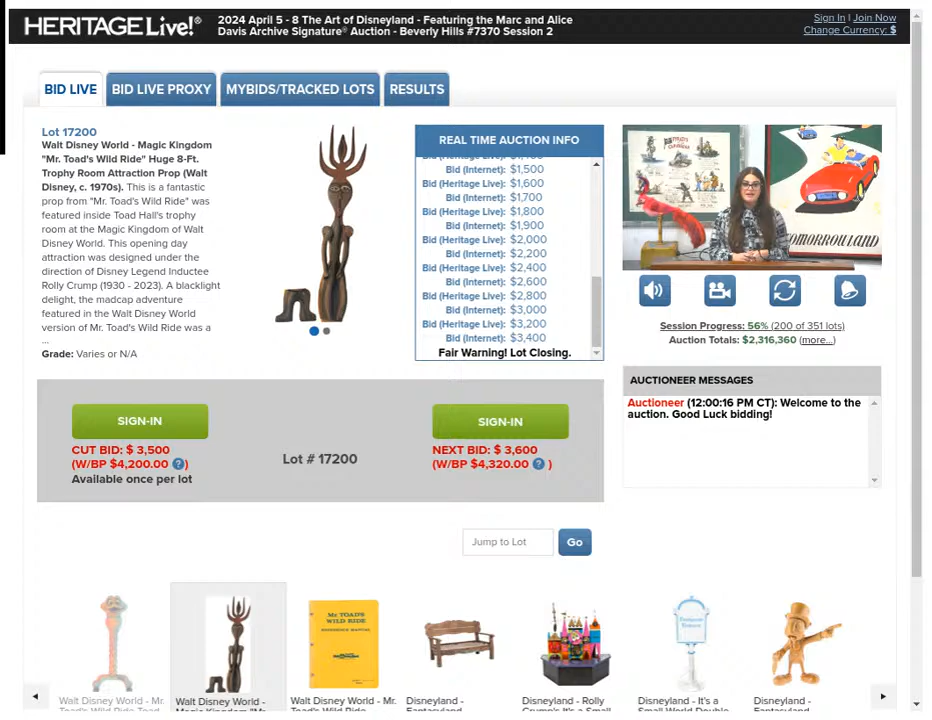 HERITAGE Live!®
2024 April 5 - 8 The Art of Disneyland - Featuring the Marc and Alice
Davis Archive Signature® Auction - Beverly Hills #7370 Session 2
Sign In | Join Now
Change Currency: $
BID LIVE
BID LIVE PROXY
MYBIDS/TRACKED LOTS
RESULTS
Lot 17200
Walt Disney World - Magic Kingdom
"Mr. Toad's Wild Ride" Huge 8-Ft.
Trophy Room Attraction Prop (Walt
Disney, c. 1970s). This is a fantastic
prop from "Mr. Toad's Wild Ride" was
featured inside Toad Hall's trophy
room at the Magic Kingdom of Walt
Disney World. This opening day
attraction was designed under the
direction of Disney Legend Inductee
Rolly Crump (1930 - 2023). A blacklight
delight, the madcap adventure
featured in the Walt Disney World
version of Mr. Toad's Wild Ride was a
...
Grade: Varies or N/A
REAL TIME AUCTION INFO
Bid (Internet): $1,500
Bid (Heritage Live): $1,600
Bid (Internet): $1,700
Bid (Heritage Live): $1,800
Bid (Internet): $1,900
Bid (Heritage Live): $2,000
Bid (Internet): $2,200
Bid (Heritage Live): $2,400
Bid (Internet): $2,600
Bid (Heritage Live): $2,800
Bid (Internet): $3,000
Bid (Heritage Live): $3,200
Bid (Internet): $3,400
Fair Warning! Lot Closing.
TOMORROWLAND
Session Progress: 56% (200 of 351 lots)
Auction Totals: $2,316,360 (more...)
AUCTIONEER MESSAGES
Auctioneer (12:00:16 PM CT): Welcome to the
auction. Good Luck bidding!
SIGN-IN
CUT BID: $ 3,500
(W/BP $4,200.00 ?)
Available once per lot
Lot # 17200
SIGN-IN
NEXT BID: $ 3,600
(W/BP $4,320.00 ? )
Jump to Lot
Go
Mr. TOAD'S
WILD RIDE
REFERENCE MANUAL
Walt Disney World - Mr.
Toad's Wild Ride Toad
Walt Disney World -
Magic Kingdom "Mr.
Walt Disney World - Mr.
Toad's Wild Ride
Disneyland -
Fantasyland
Disneyland - Rolly
Crump's It's a Small
Disneyland - It's a
Small World Double
Disneyland -
Fantasyland